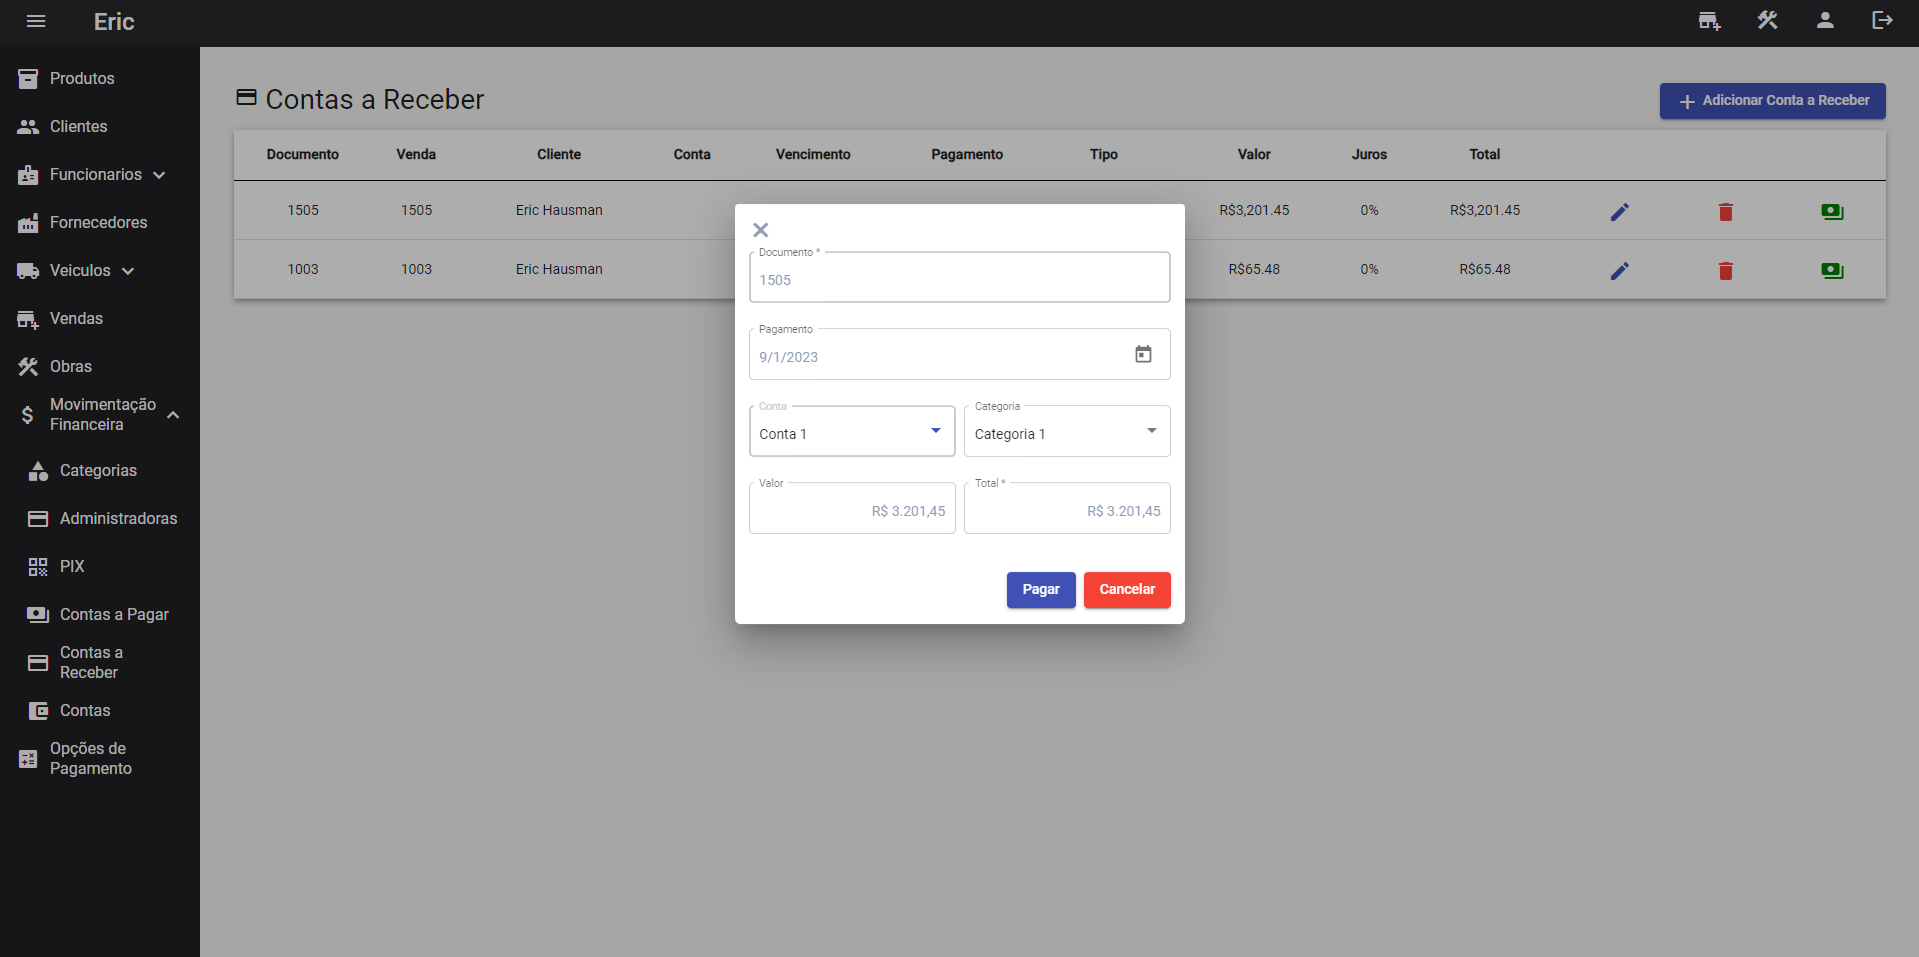 Eric
Produtos
Clientes
Funcionarios
Fornecedores
Veiculos
Vendas
Obras
Movimentação
Financeira
Categorias
Administradoras
PIX
Contas a Pagar
Contas a
Receber
Contas
Opções de
Pagamento
Contas a Receber
Adicionar Conta a Receber
Documento Venda Cliente Conta Vencimento Pagamento Tipo Valor Juros Total
1505 1505 Eric Hausman R$3,201.45 0% R$3,201.45
1003 1003 Eric Hausman R$65.48 0% R$65.48
Documento *
1505
Pagamento
9/1/2023
Conta
Conta 1
Categoria
Categoria 1
Valor
R$ 3.201,45
Total *
R$ 3.201,45
Pagar
Cancelar